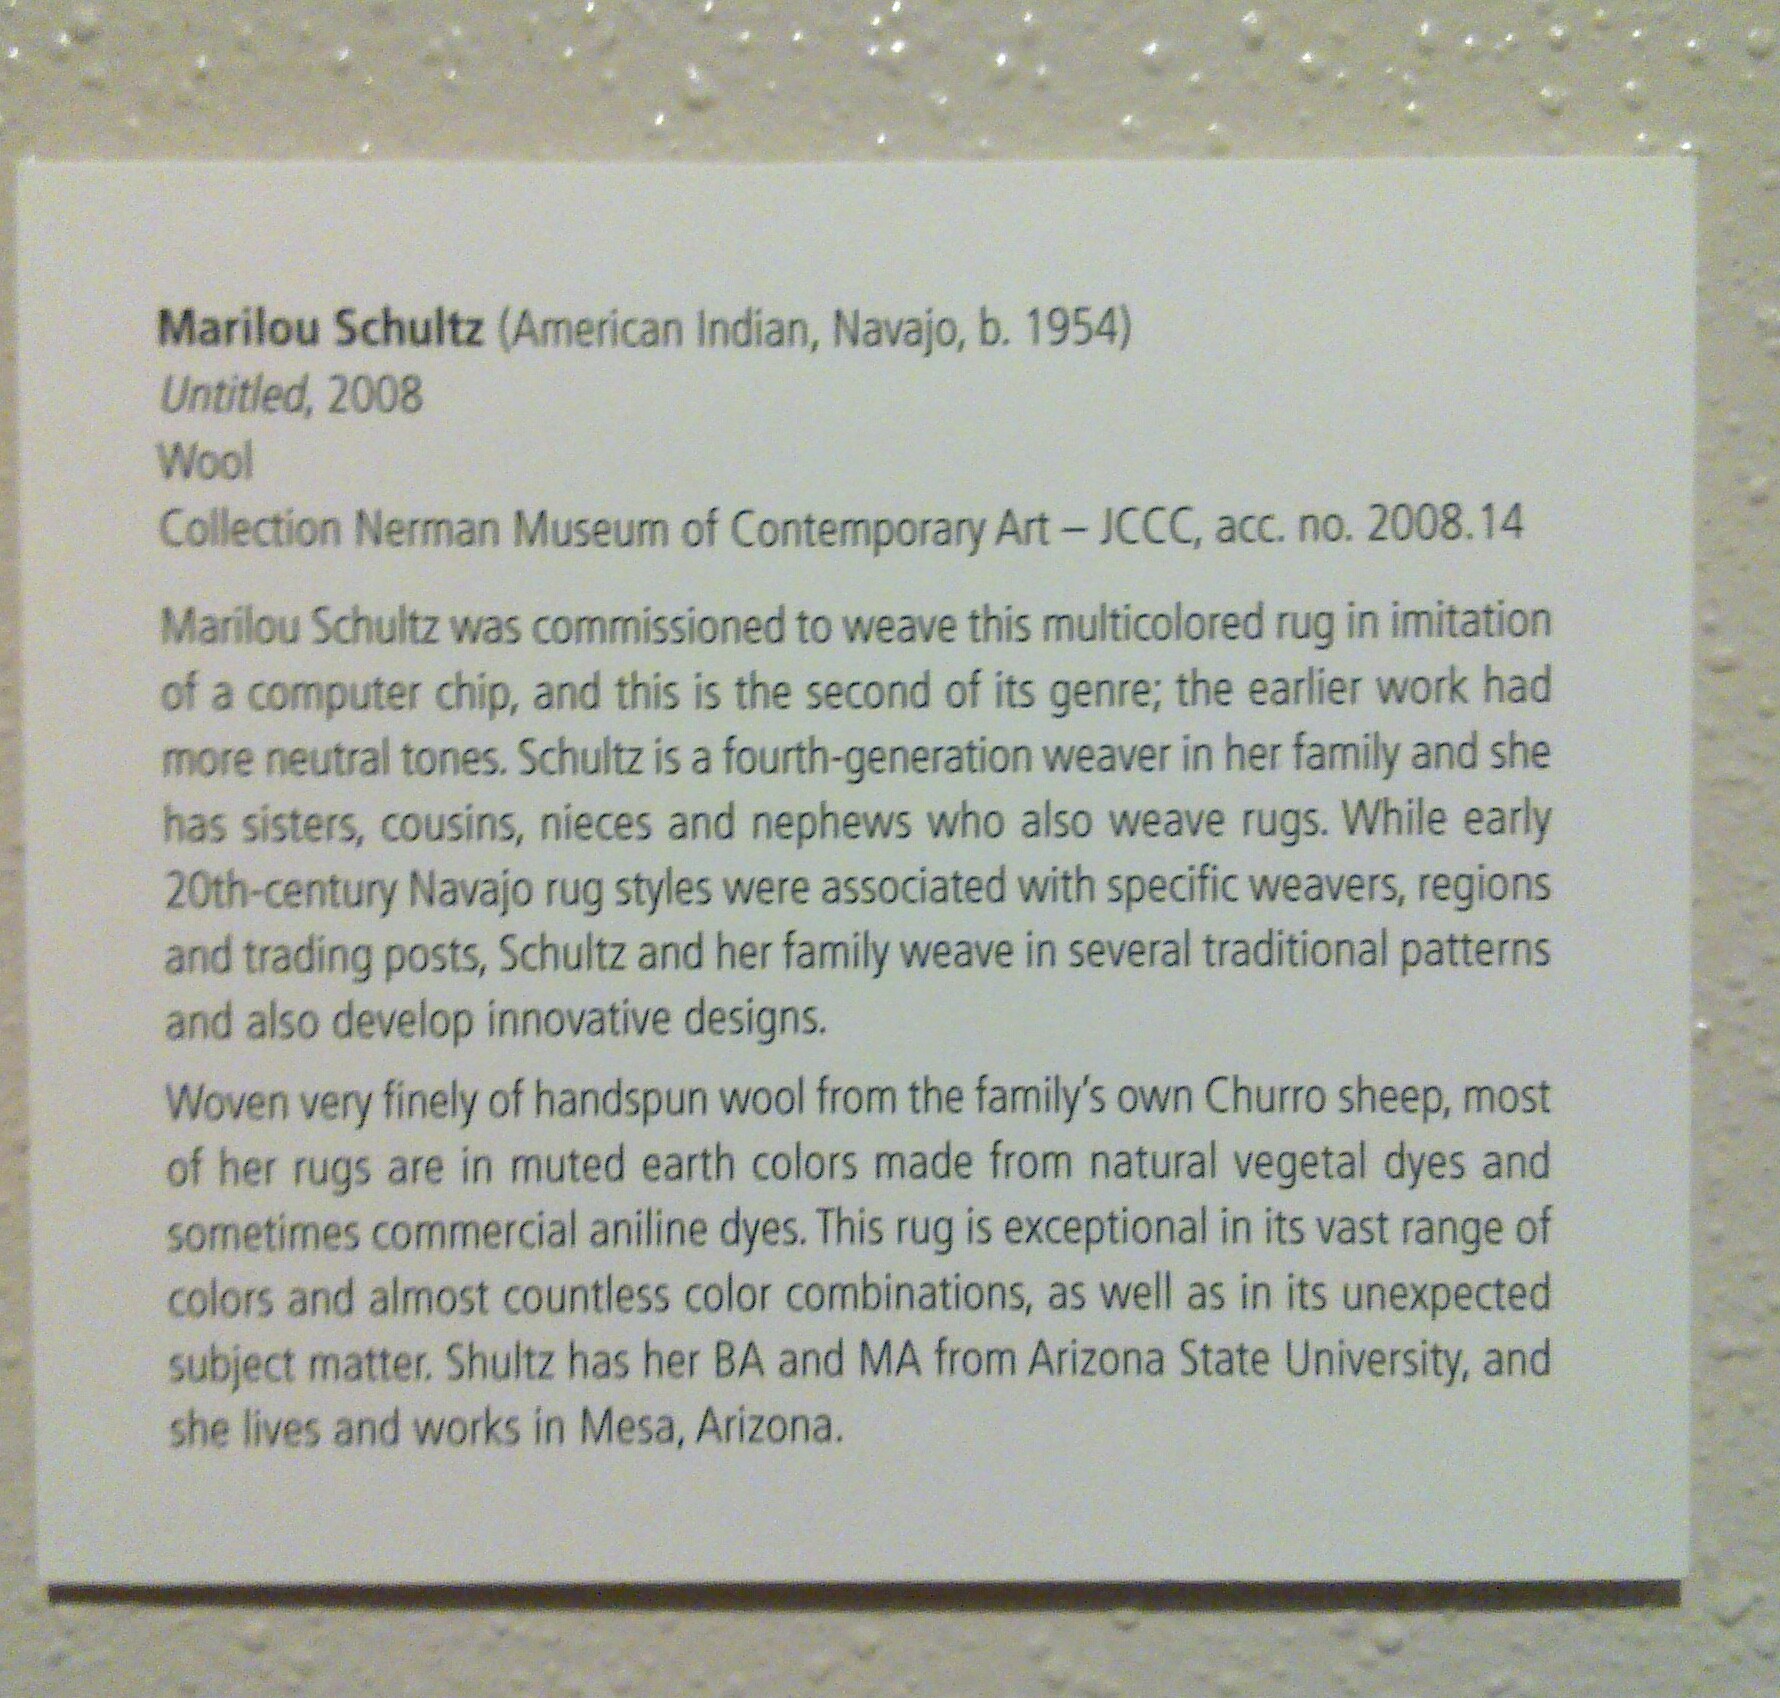 Marilou Schultz (American Indian, Navajo, b. 1954)
Untitled, 2008
Wool
Collection Nerman Museum of Contemporary Art – JCCC, acc. no. 2008.14
Marilou Schultz was commissioned to weave this multicolored rug in imitation
of a computer chip, and this is the second of its genre; the earlier work had
more neutral tones. Schultz is a fourth-generation weaver in her family and she
has sisters, cousins, nieces and nephews who also weave rugs. While early
20th-century Navajo rug styles were associated with specific weavers, regions
and trading posts, Schultz and her family weave in several traditional patterns
and also develop innovative designs.
Woven very finely of handspun wool from the family’s own Churro sheep, most
of her rugs are in muted earth colors made from natural vegetal dyes and
sometimes commercial aniline dyes. This rug is exceptional in its vast range of
colors and almost countless color combinations, as well as in its unexpected
subject matter. Shultz has her BA and MA from Arizona State University, and
she lives and works in Mesa, Arizona.